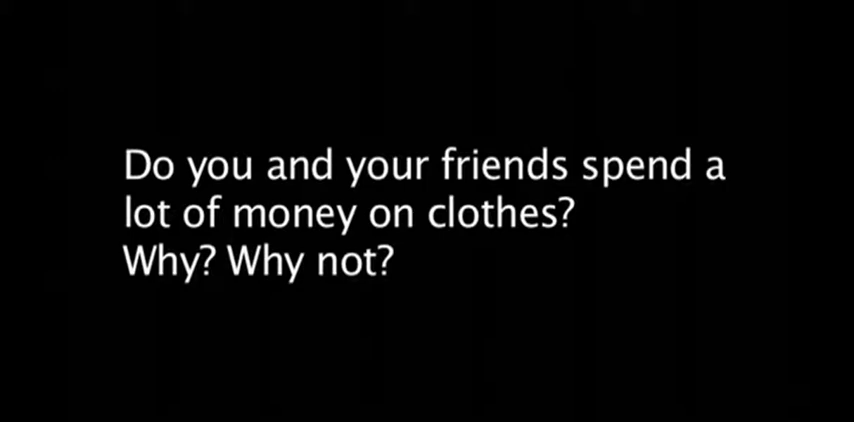 Do you and your friends spend a
lot of money on clothes?
Why? Why not?